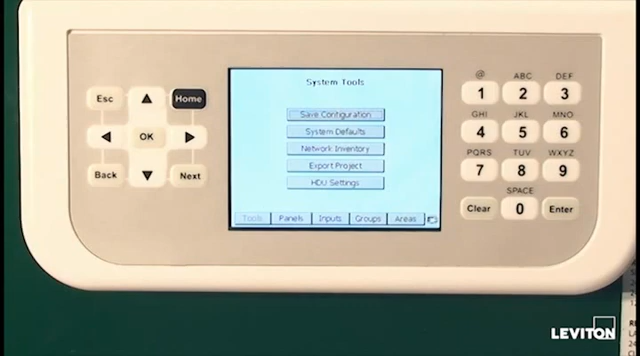 System Tools
Save Configuration
System Defaults
Network Inventory
Export Project
HDU Settings
Tools Panels Inputs Groups Areas
Esc Home
OK
Back Next
@ ABC DEF
1 2 3
GHI JKL MNO
4 5 6
PQRS TUV WXYZ
7 8 9
SPACE
Clear 0 Enter
LEVITON